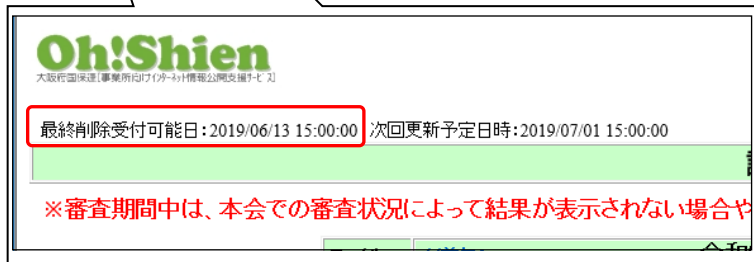 Oh!Shien
大阪府国保連[事業所向けインターネット情報公開支援サービス]
最終削除受付可能日:2019/06/13 15:00:00 次回更新予定日時:2019/07/01 15:00:00
※審査期間中は、本会での審査状況によって結果が表示されない場合や